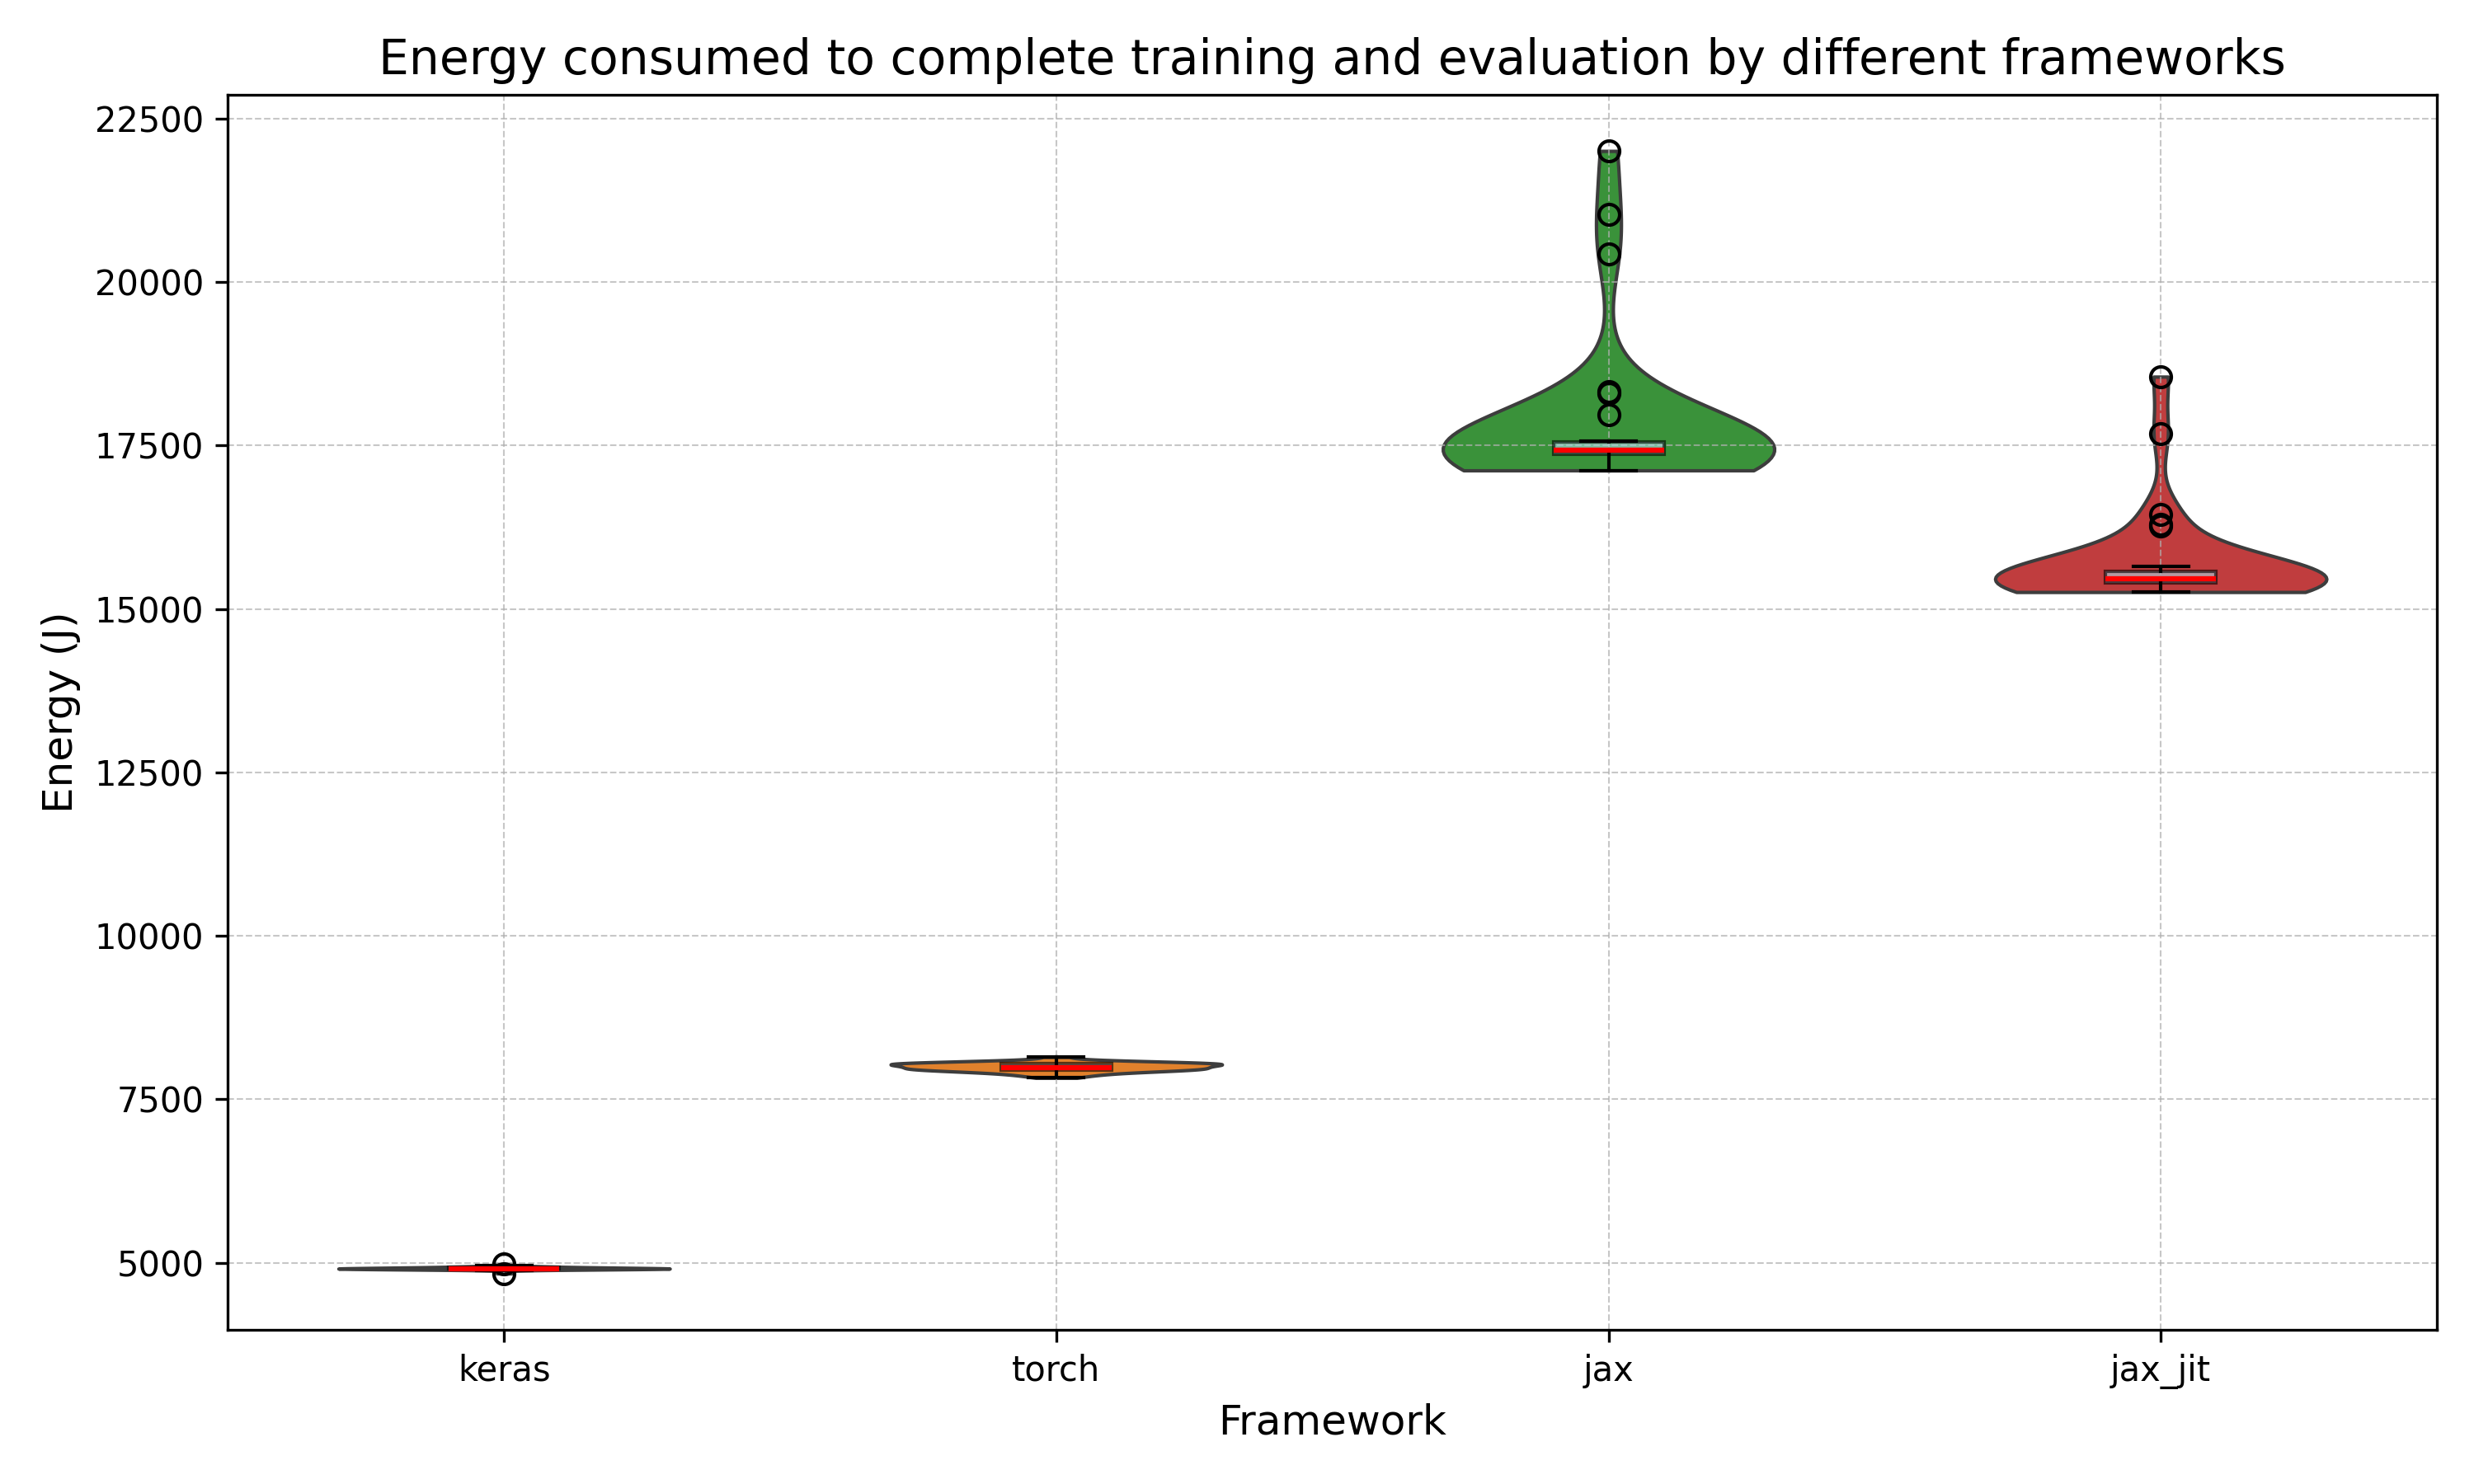 Energy consumed to complete training and evaluation by different frameworks
22500
20000
17500
15000
12500
10000
7500
5000
Energy (J)
keras
torch
jax
jax_jit
Framework